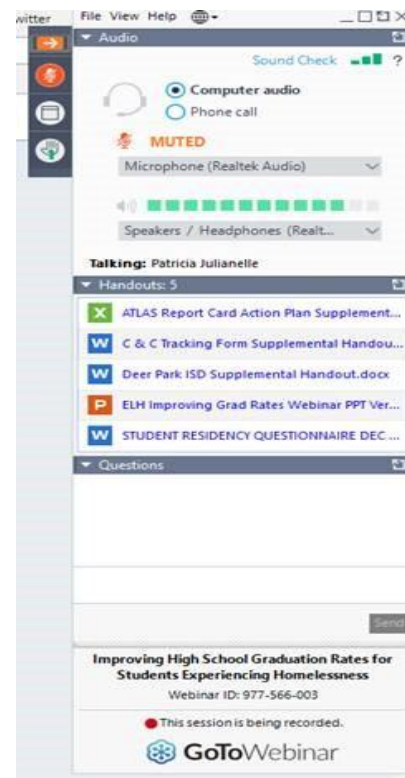 witter
File View Help
Audio
Sound Check ?
Computer audio
Phone call
MUTED
Microphone (Realtek Audio)
Speakers / Headphones (Realt...
Talking: Patricia Julianelle
Handouts: 5
X ATLAS Report Card Action Plan Supplement...
W C & C Tracking Form Supplemental Handou...
W Deer Park ISD Supplemental Handout.docx
P ELH Improving Grad Rates Webinar PPT Ver...
W STUDENT RESIDENCY QUESTIONNAIRE DEC ...
Questions
Send
Improving High School Graduation Rates for
Students Experiencing Homelessness
Webinar ID: 977-566-003
This session is being recorded.
GoToWebinar